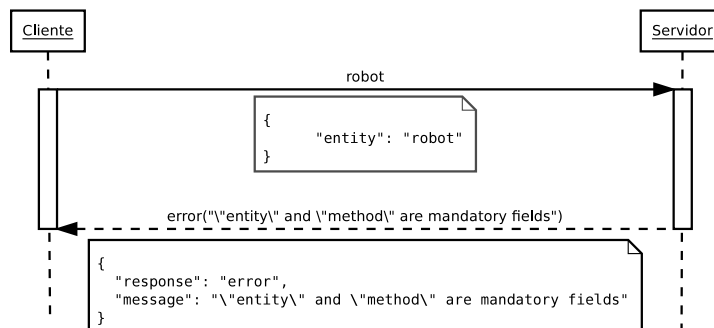 Cliente
Servidor
robot
{
"entity": "robot"
}
error("\"entity\" and \"method\" are mandatory fields")
{
"response": "error",
"message": "\"entity\" and \"method\" are mandatory fields"
}